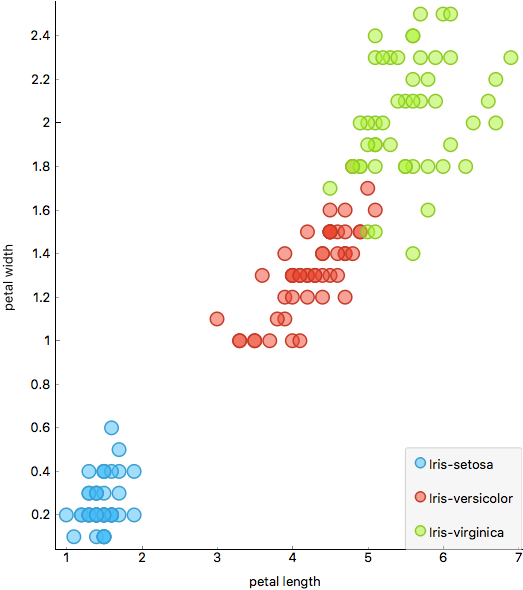 2.4
2.2
2
1.8
1.6
1.4
1.2
1
0.8
0.6
0.4
0.2
petal width
Iris-setosa
Iris-versicolor
Iris-virginica
1 2 3 4 5 6 7
petal length